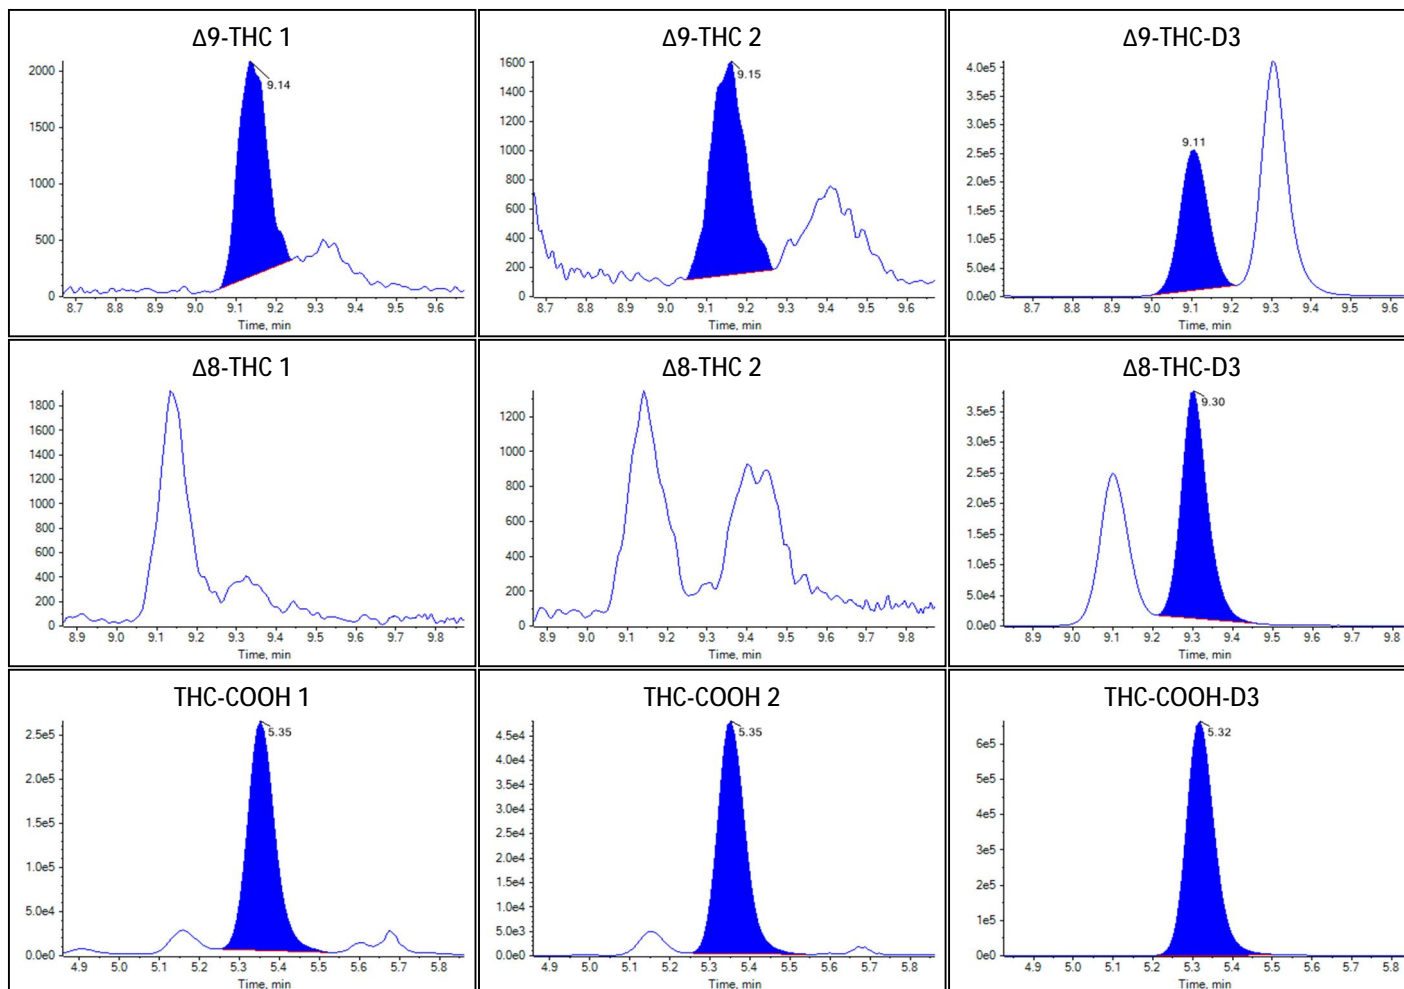 Δ9-THC 1
2000
1500
1000
500
0
9.14
8.7 8.8 8.9 9.0 9.1 9.2 9.3 9.4 9.5 9.6
Time, min
Δ9-THC 2
1600
1400
1200
1000
800
600
400
200
0
9.15
8.7 8.8 8.9 9.0 9.1 9.2 9.3 9.4 9.5 9.6
Time, min
Δ9-THC-D3
4.0e5
3.5e5
3.0e5
2.5e5
2.0e5
1.5e5
1.0e5
5.0e4
0.0e0
9.11
8.7 8.8 8.9 9.0 9.1 9.2 9.3 9.4 9.5 9.6
Time, min
Δ8-THC 1
1800
1600
1400
1200
1000
800
600
400
200
0
8.9 9.0 9.1 9.2 9.3 9.4 9.5 9.6 9.7 9.8
Time, min
Δ8-THC 2
1200
1000
800
600
400
200
0
8.9 9.0 9.1 9.2 9.3 9.4 9.5 9.6 9.7 9.8
Time, min
Δ8-THC-D3
3.5e5
3.0e5
2.5e5
2.0e5
1.5e5
1.0e5
5.0e4
0.0e0
9.30
8.9 9.0 9.1 9.2 9.3 9.4 9.5 9.6 9.7 9.8
Time, min
THC-COOH 1
2.5e5
2.0e5
1.5e5
1.0e5
5.0e4
0.0e0
5.35
4.9 5.0 5.1 5.2 5.3 5.4 5.5 5.6 5.7 5.8
Time, min
THC-COOH 2
4.5e4
4.0e4
3.5e4
3.0e4
2.5e4
2.0e4
1.5e4
1.0e4
5.0e3
0.0e0
5.35
4.9 5.0 5.1 5.2 5.3 5.4 5.5 5.6 5.7 5.8
Time, min
THC-COOH-D3
6e5
5e5
4e5
3e5
2e5
1e5
0e0
5.32
4.9 5.0 5.1 5.2 5.3 5.4 5.5 5.6 5.7 5.8
Time, min